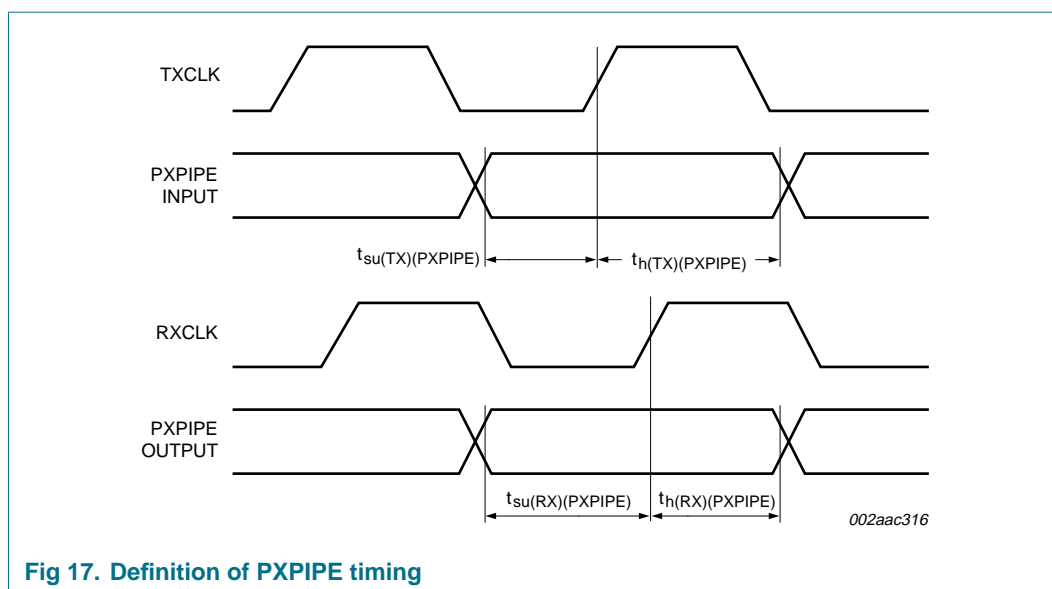 TXCLK
PXPIPE
INPUT
tsu(TX)(PXPIPE)
th(TX)(PXPIPE)
RXCLK
PXPIPE
OUTPUT
tsu(RX)(PXPIPE)
th(RX)(PXPIPE)
002aac316
Fig 17. Definition of PXPIPE timing